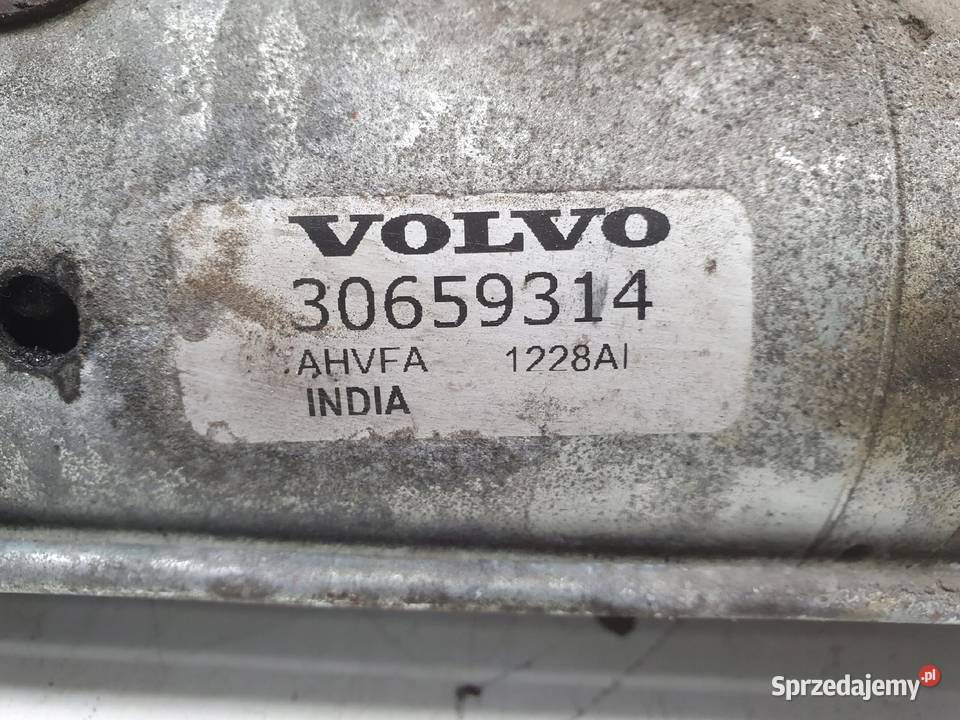 VOLVO
30659314
AHVFA 1228AI
INDIA
Sprzedajemy.pl